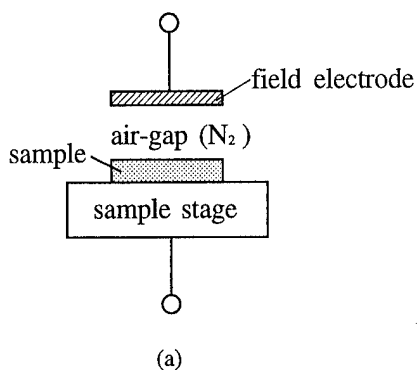 field electrode
air-gap (N₂)
sample
sample stage
(a)